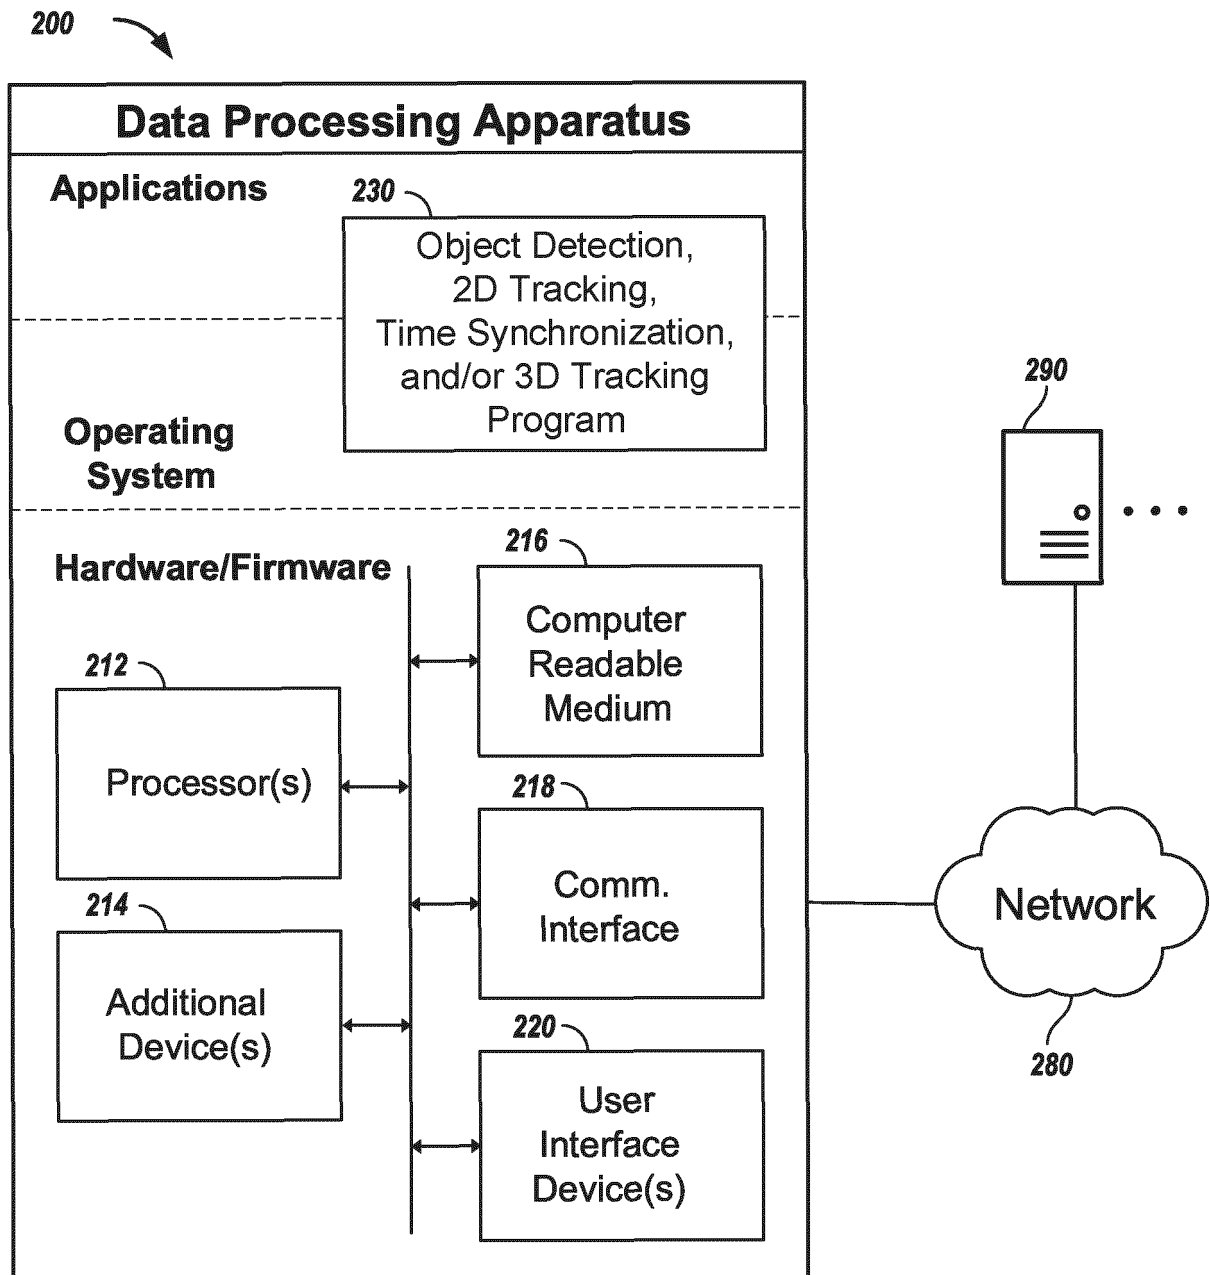 200
Data Processing Apparatus
Applications
230
Object Detection,
2D Tracking,
Time Synchronization,
and/or 3D Tracking
Program
Operating
System
290
Hardware/Firmware
216
Computer
Readable
Medium
212
Processor(s)
218
Comm.
Interface
214
Additional
Device(s)
220
User
Interface
Device(s)
Network
280